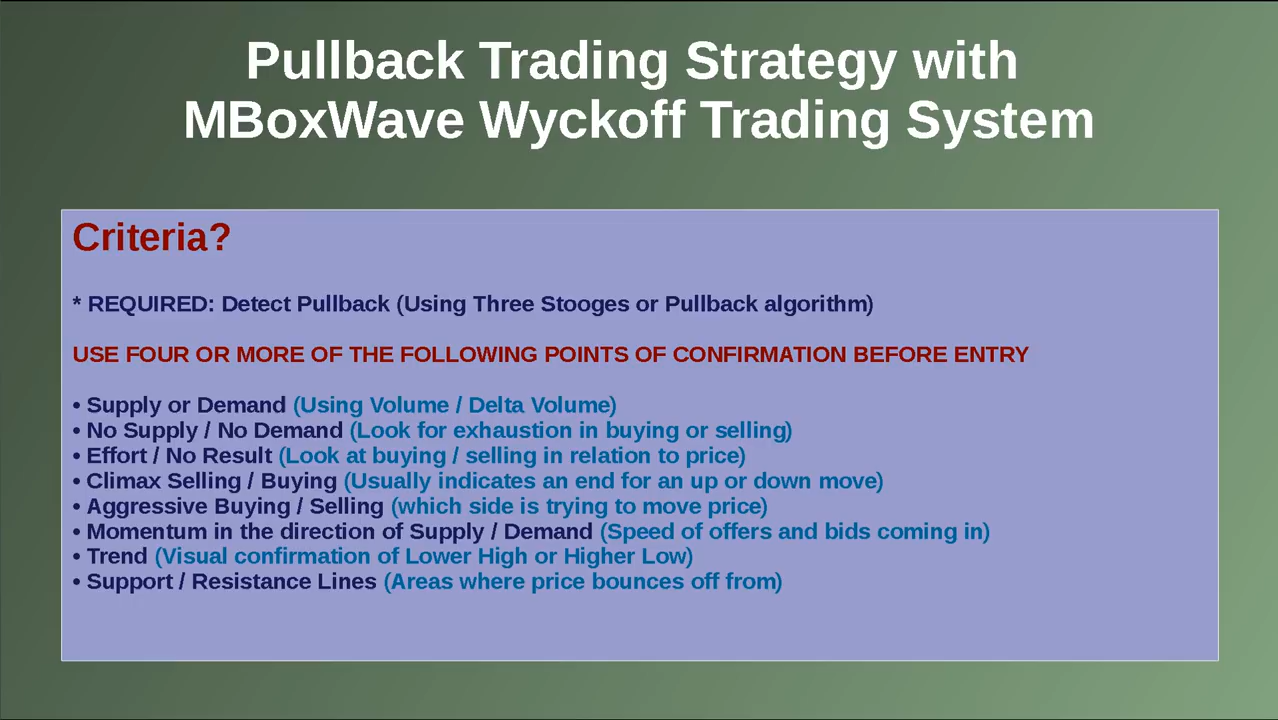 Pullback Trading Strategy with
MBoxWave Wyckoff Trading System
Criteria?
* REQUIRED: Detect Pullback (Using Three Stooges or Pullback algorithm)
USE FOUR OR MORE OF THE FOLLOWING POINTS OF CONFIRMATION BEFORE ENTRY
• Supply or Demand (Using Volume / Delta Volume)
• No Supply / No Demand (Look for exhaustion in buying or selling)
• Effort / No Result (Look at buying / selling in relation to price)
• Climax Selling / Buying (Usually indicates an end for an up or down move)
• Aggressive Buying / Selling (which side is trying to move price)
• Momentum in the direction of Supply / Demand (Speed of offers and bids coming in)
• Trend (Visual confirmation of Lower High or Higher Low)
• Support / Resistance Lines (Areas where price bounces off from)